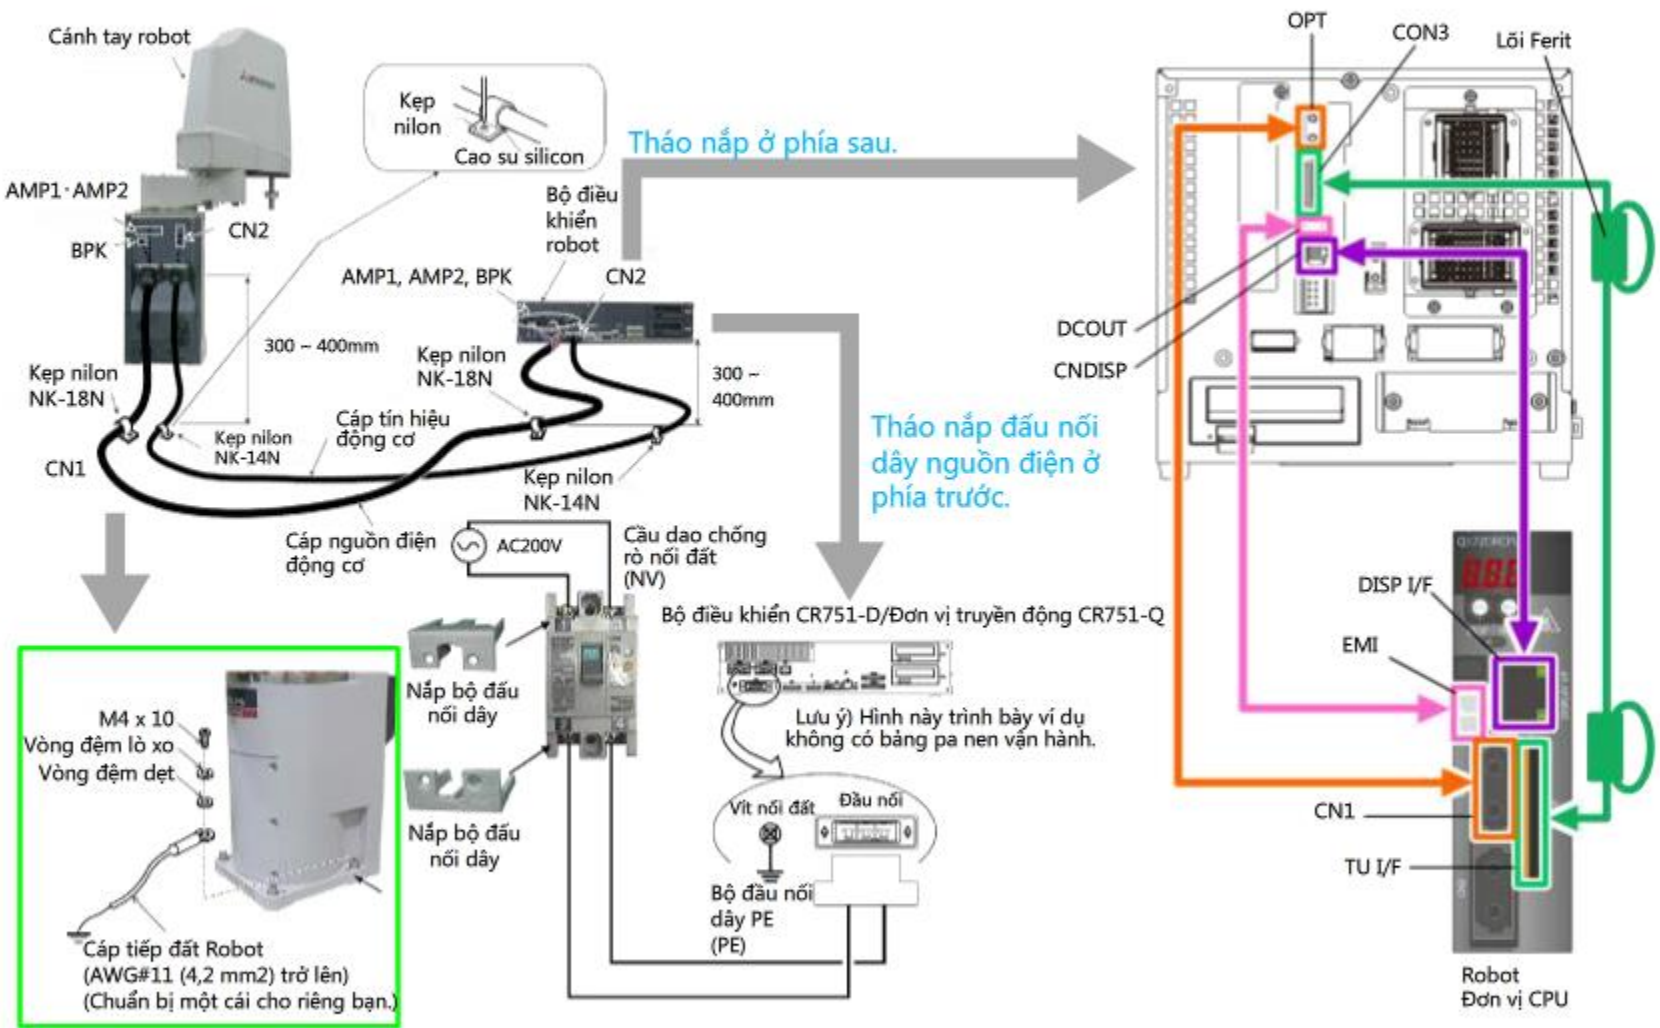 Cánh tay robot
AMP1·AMP2
BPK
CN2
Kẹp
nilon
Cao su silicon
Tháo nắp ở phía sau.
Bộ điều
khiển
robot
AMP1, AMP2, BPK
CN2
300 ~ 400mm
Kẹp nilon
NK-18N
Kẹp nilon
NK-18N
300 ~
400mm
Kẹp nilon
NK-14N
Cáp tín hiệu
động cơ
CN1
Kẹp nilon
NK-14N
Cáp nguồn điện
động cơ
Tháo nắp đấu nối
dây nguồn điện ở
phía trước.
AC200V
Cầu dao chống
rò nối đất
(NV)
Nắp bộ đấu
nối dây
Nắp bộ đấu
nối dây
Bộ điều khiển CR751-D/Đơn vị truyền động CR751-Q
Lưu ý) Hình này trình bày ví dụ
không có bảng pa nen vận hành.
Vít nối đất
Đầu nối
Bộ đầu nối
dây PE
(PE)
M4 x 10
Vòng đệm lò xo
Vòng đệm dẹt
Cáp tiếp đất Robot
(AWG#11 (4,2 mm2) trở lên)
(Chuẩn bị một cái cho riêng bạn.)
OPT
CON3
Lõi Ferit
DCOUT
CNDISP
DISP I/F
EMI
CN1
TU I/F
Robot
Đơn vị CPU